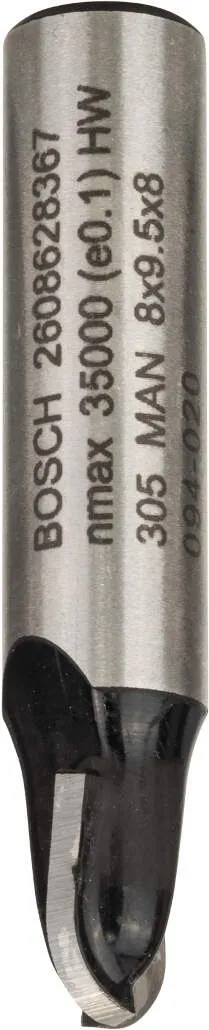 BOSCH 2608628367
nmax 35000 (e0.1) HW
305 MAN 8x9.5x8
094-020